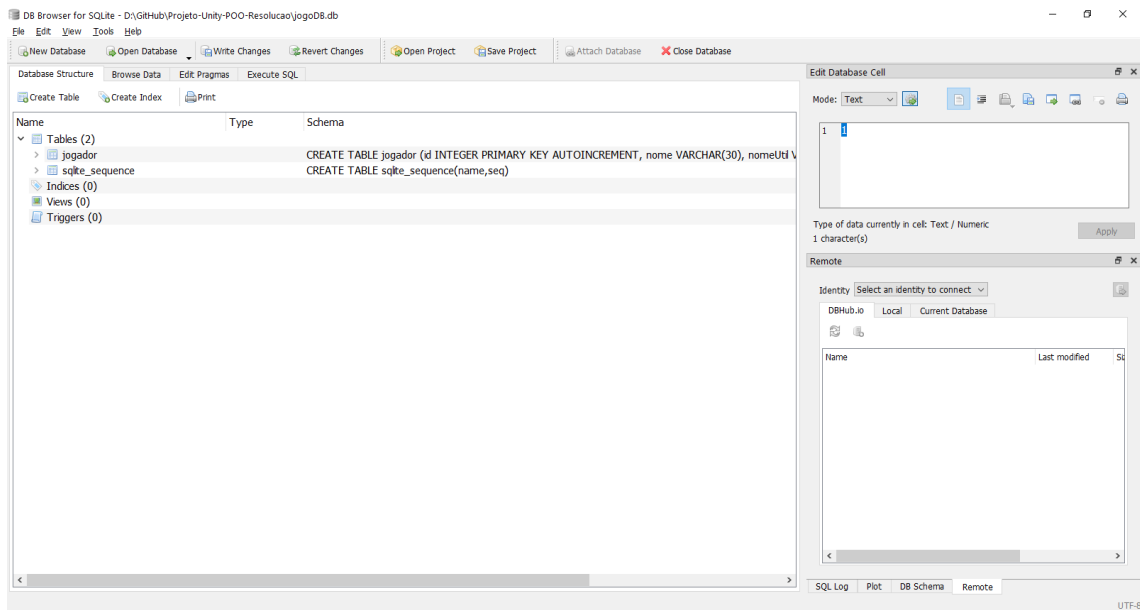 DB Browser for SQLite - D:\GitHub\Projeto-Unity-POO-Resolucao\jogoDB.db
File Edit View Tools Help
New Database Open Database Write Changes Revert Changes Open Project Save Project Attach Database Close Database
Database Structure Browse Data Edit Pragmas Execute SQL
Create Table Create Index Print
Name Type Schema
Tables (2)
jogador CREATE TABLE jogador (id INTEGER PRIMARY KEY AUTOINCREMENT, nome VARCHAR(30), nomeUtil V
sqlite_sequence CREATE TABLE sqlite_sequence(name,seq)
Indices (0)
Views (0)
Triggers (0)
Edit Database Cell
Mode: Text
1 1
Type of data currently in cell: Text / Numeric
1 character(s)
Apply
Remote
Identity Select an identity to connect
DBHub.io Local Current Database
Name Last modified
SQL Log Plot DB Schema Remote
UTF-8